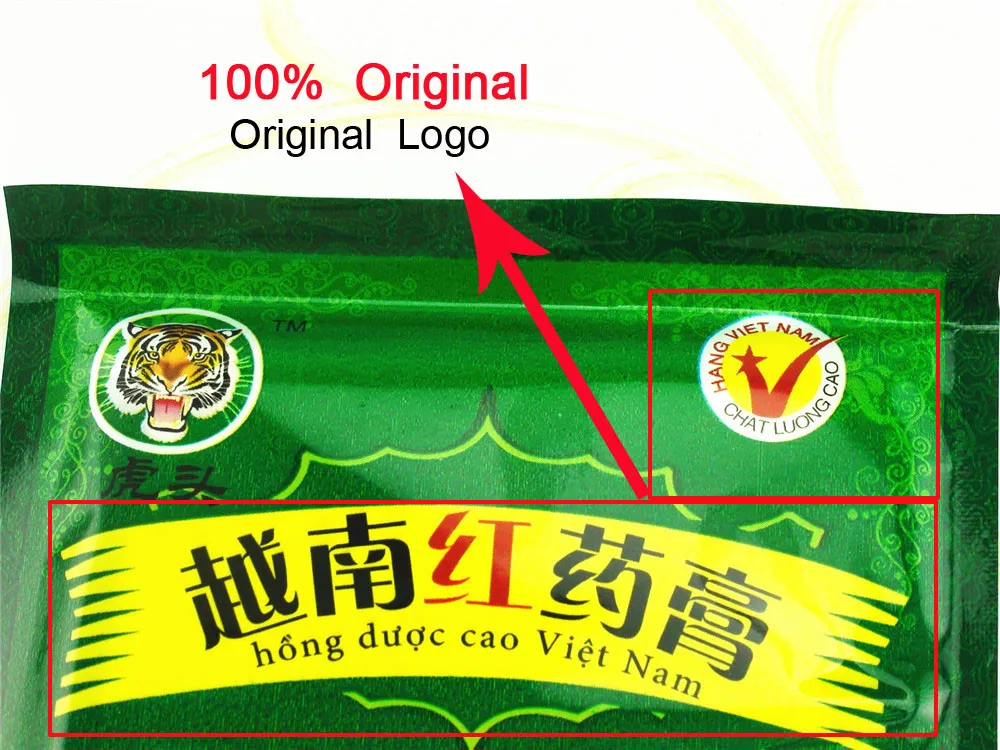 100% Original
Original Logo
TM
HANG VIET NAM
CHAT LUONG CAO
虎头
越南红药膏
hồng dược cao Việt Nam